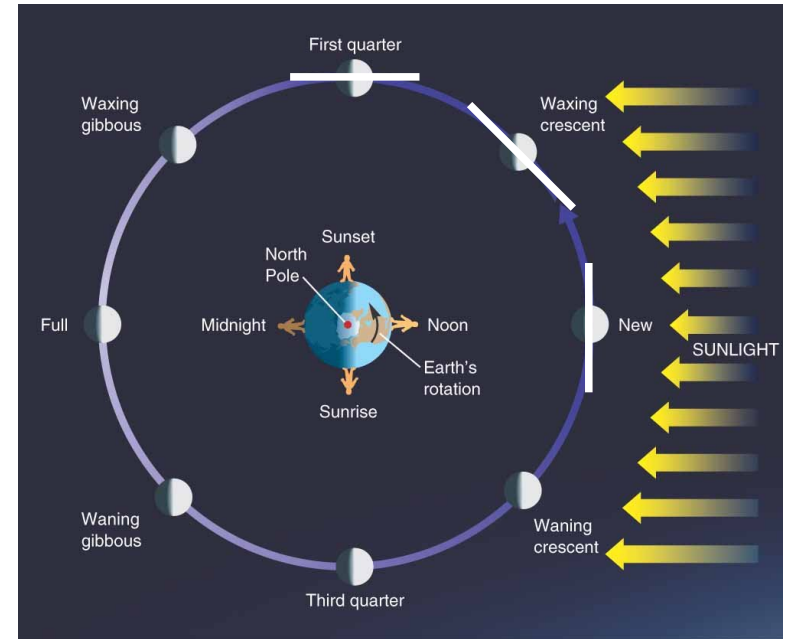 First quarter
Waxing
gibbous
Waxing
crescent
Sunset
North
Pole
Full
Midnight
Noon
New
SUNLIGHT
Earth's
rotation
Sunrise
Waning
gibbous
Waning
crescent
Third quarter